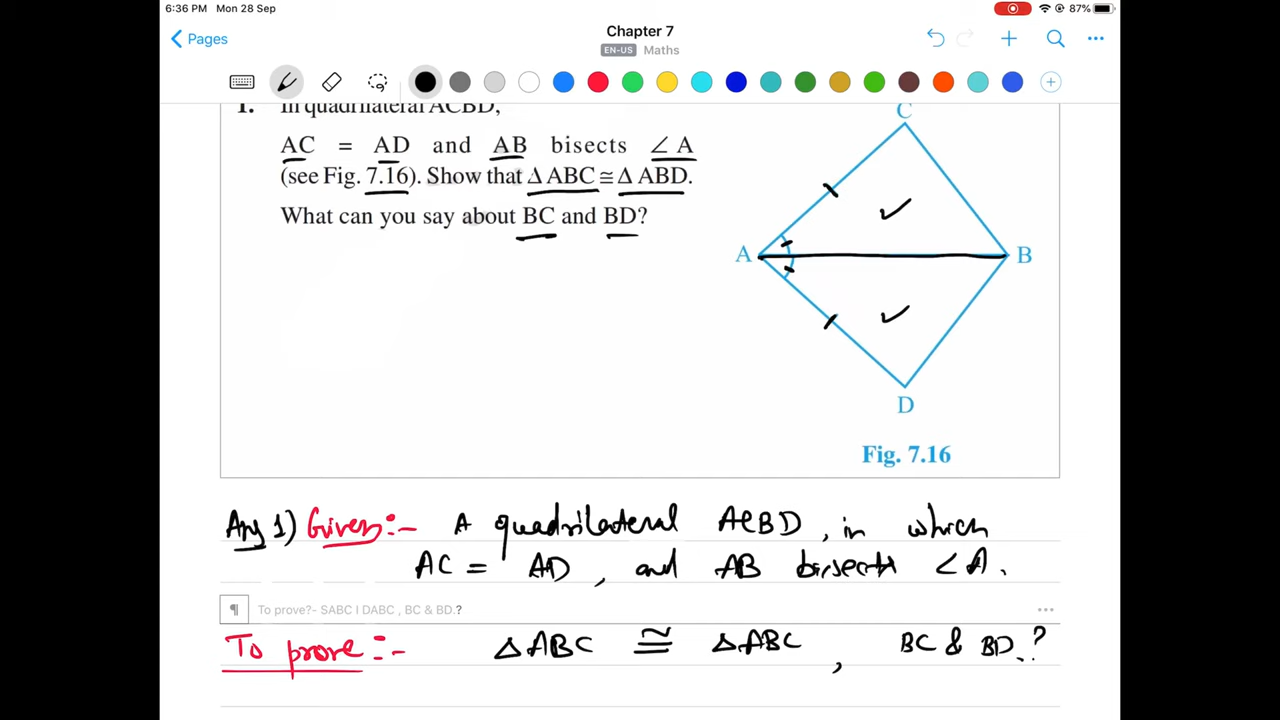 6:36 PM Mon 28 Sep
87%
Pages
Chapter 7
EN-US Maths
1. In quadrilateral ACBD,
AC = AD and AB bisects ∠ A
(see Fig. 7.16). Show that Δ ABC ≅ Δ ABD.
What can you say about BC and BD?
C
A
B
D
Fig. 7.16
Ans 1) Given:- A quadrilateral ACBD, in which
AC = AD, and AB bisects ∠A.
To prove?- SABC I DABC , BC & BD.?
To prove:- ΔABC ≅ ΔABC, BC & BD.?